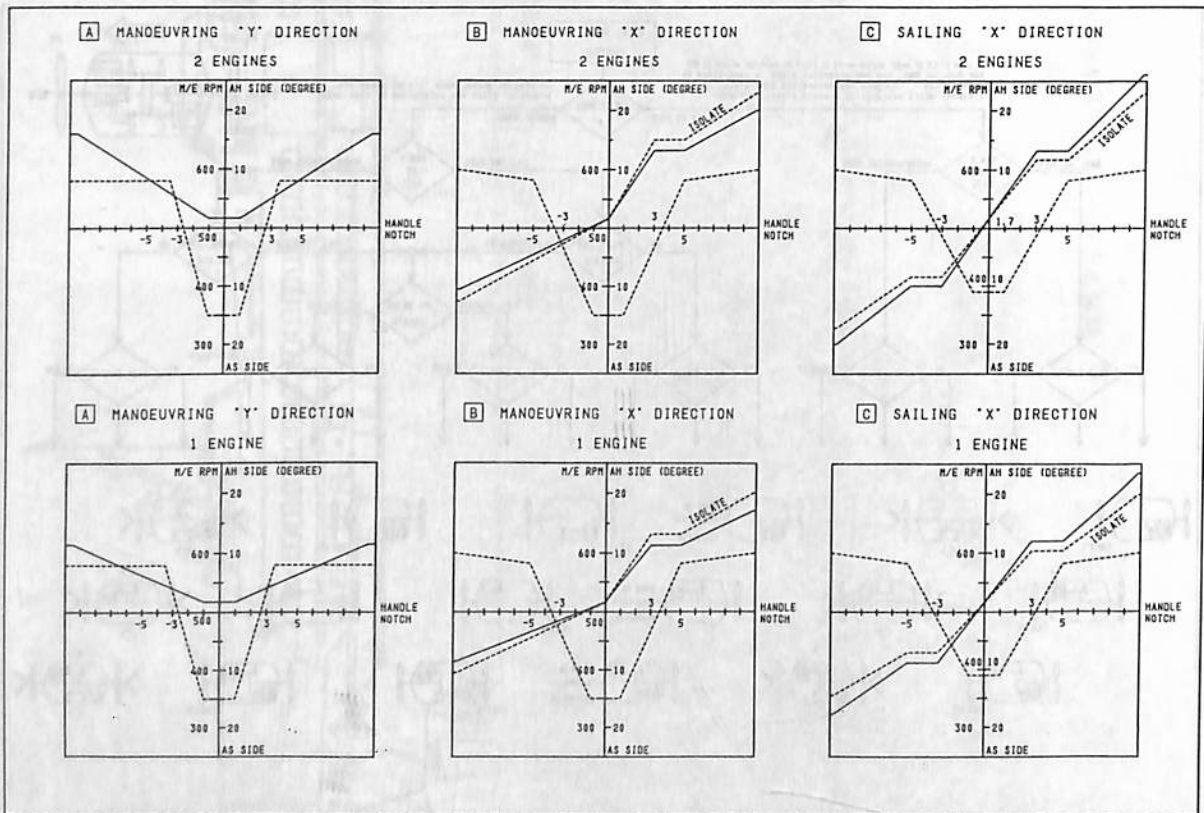 A MANOEUVRING "Y" DIRECTION
2 ENGINES
M/E RPM AH SIDE (DEGREE)
20
600 10
-5 -3 500 3 5
HANDLE
NOTCH
400 10
300 20
AS SIDE
B MANOEUVRING "X" DIRECTION
2 ENGINES
M/E RPM AH SIDE (DEGREE)
20
ISOLATE
600 10
-3 3
-5 500 5
HANDLE
NOTCH
400 10
300 20
AS SIDE
C SAILING "X" DIRECTION
2 ENGINES
M/E RPM AH SIDE (DEGREE)
20
ISOLATE
600 10
-3 1,7 3
-5 5
HANDLE
NOTCH
400 10
300 20
AS SIDE
A MANOEUVRING "Y" DIRECTION
1 ENGINE
M/E RPM AH SIDE (DEGREE)
20
600 10
-5 -3 500 3 5
HANDLE
NOTCH
400 10
300 20
AS SIDE
B MANOEUVRING "X" DIRECTION
1 ENGINE
M/E RPM AH SIDE (DEGREE)
20
ISOLATE
600 10
-3 3
-5 500 5
HANDLE
NOTCH
400 10
300 20
AS SIDE
C SAILING "X" DIRECTION
1 ENGINE
M/E RPM AH SIDE (DEGREE)
20
ISOLATE
600 10
-3 3
-5 5
HANDLE
NOTCH
400 10
300 20
AS SIDE